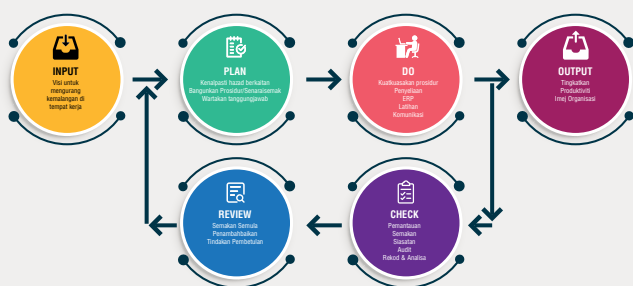 INPUT
Visi untuk
mengurang
kemalangan di
tempat kerja
PLAN
Kenalpasti hazad berkaitan
Bangunkan Prosidur/Senaraisemak
Wartakan tanggungjawab
DO
Kuatkuasakan prosidur
Penyeliaan
ERP
Latihan
Komunikasi
OUTPUT
Tingkatkan
Produktiviti
Imej Organisasi
REVIEW
Semakan Semula
Penambahbaikan
Tindakan Pembetulan
CHECK
Pemantauan
Semakan
Siasatan
Audit
Rekod & Analisa